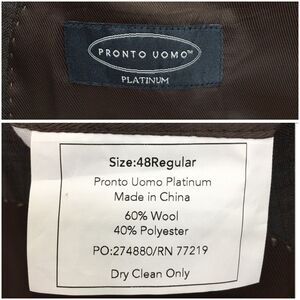 PRONTO UOMO™
PLATINUM
Size:48Regular
Pronto Uomo Platinum
Made in China
60% Wool
40% Polyester
PO:274880/RN 77219
Dry Clean Only